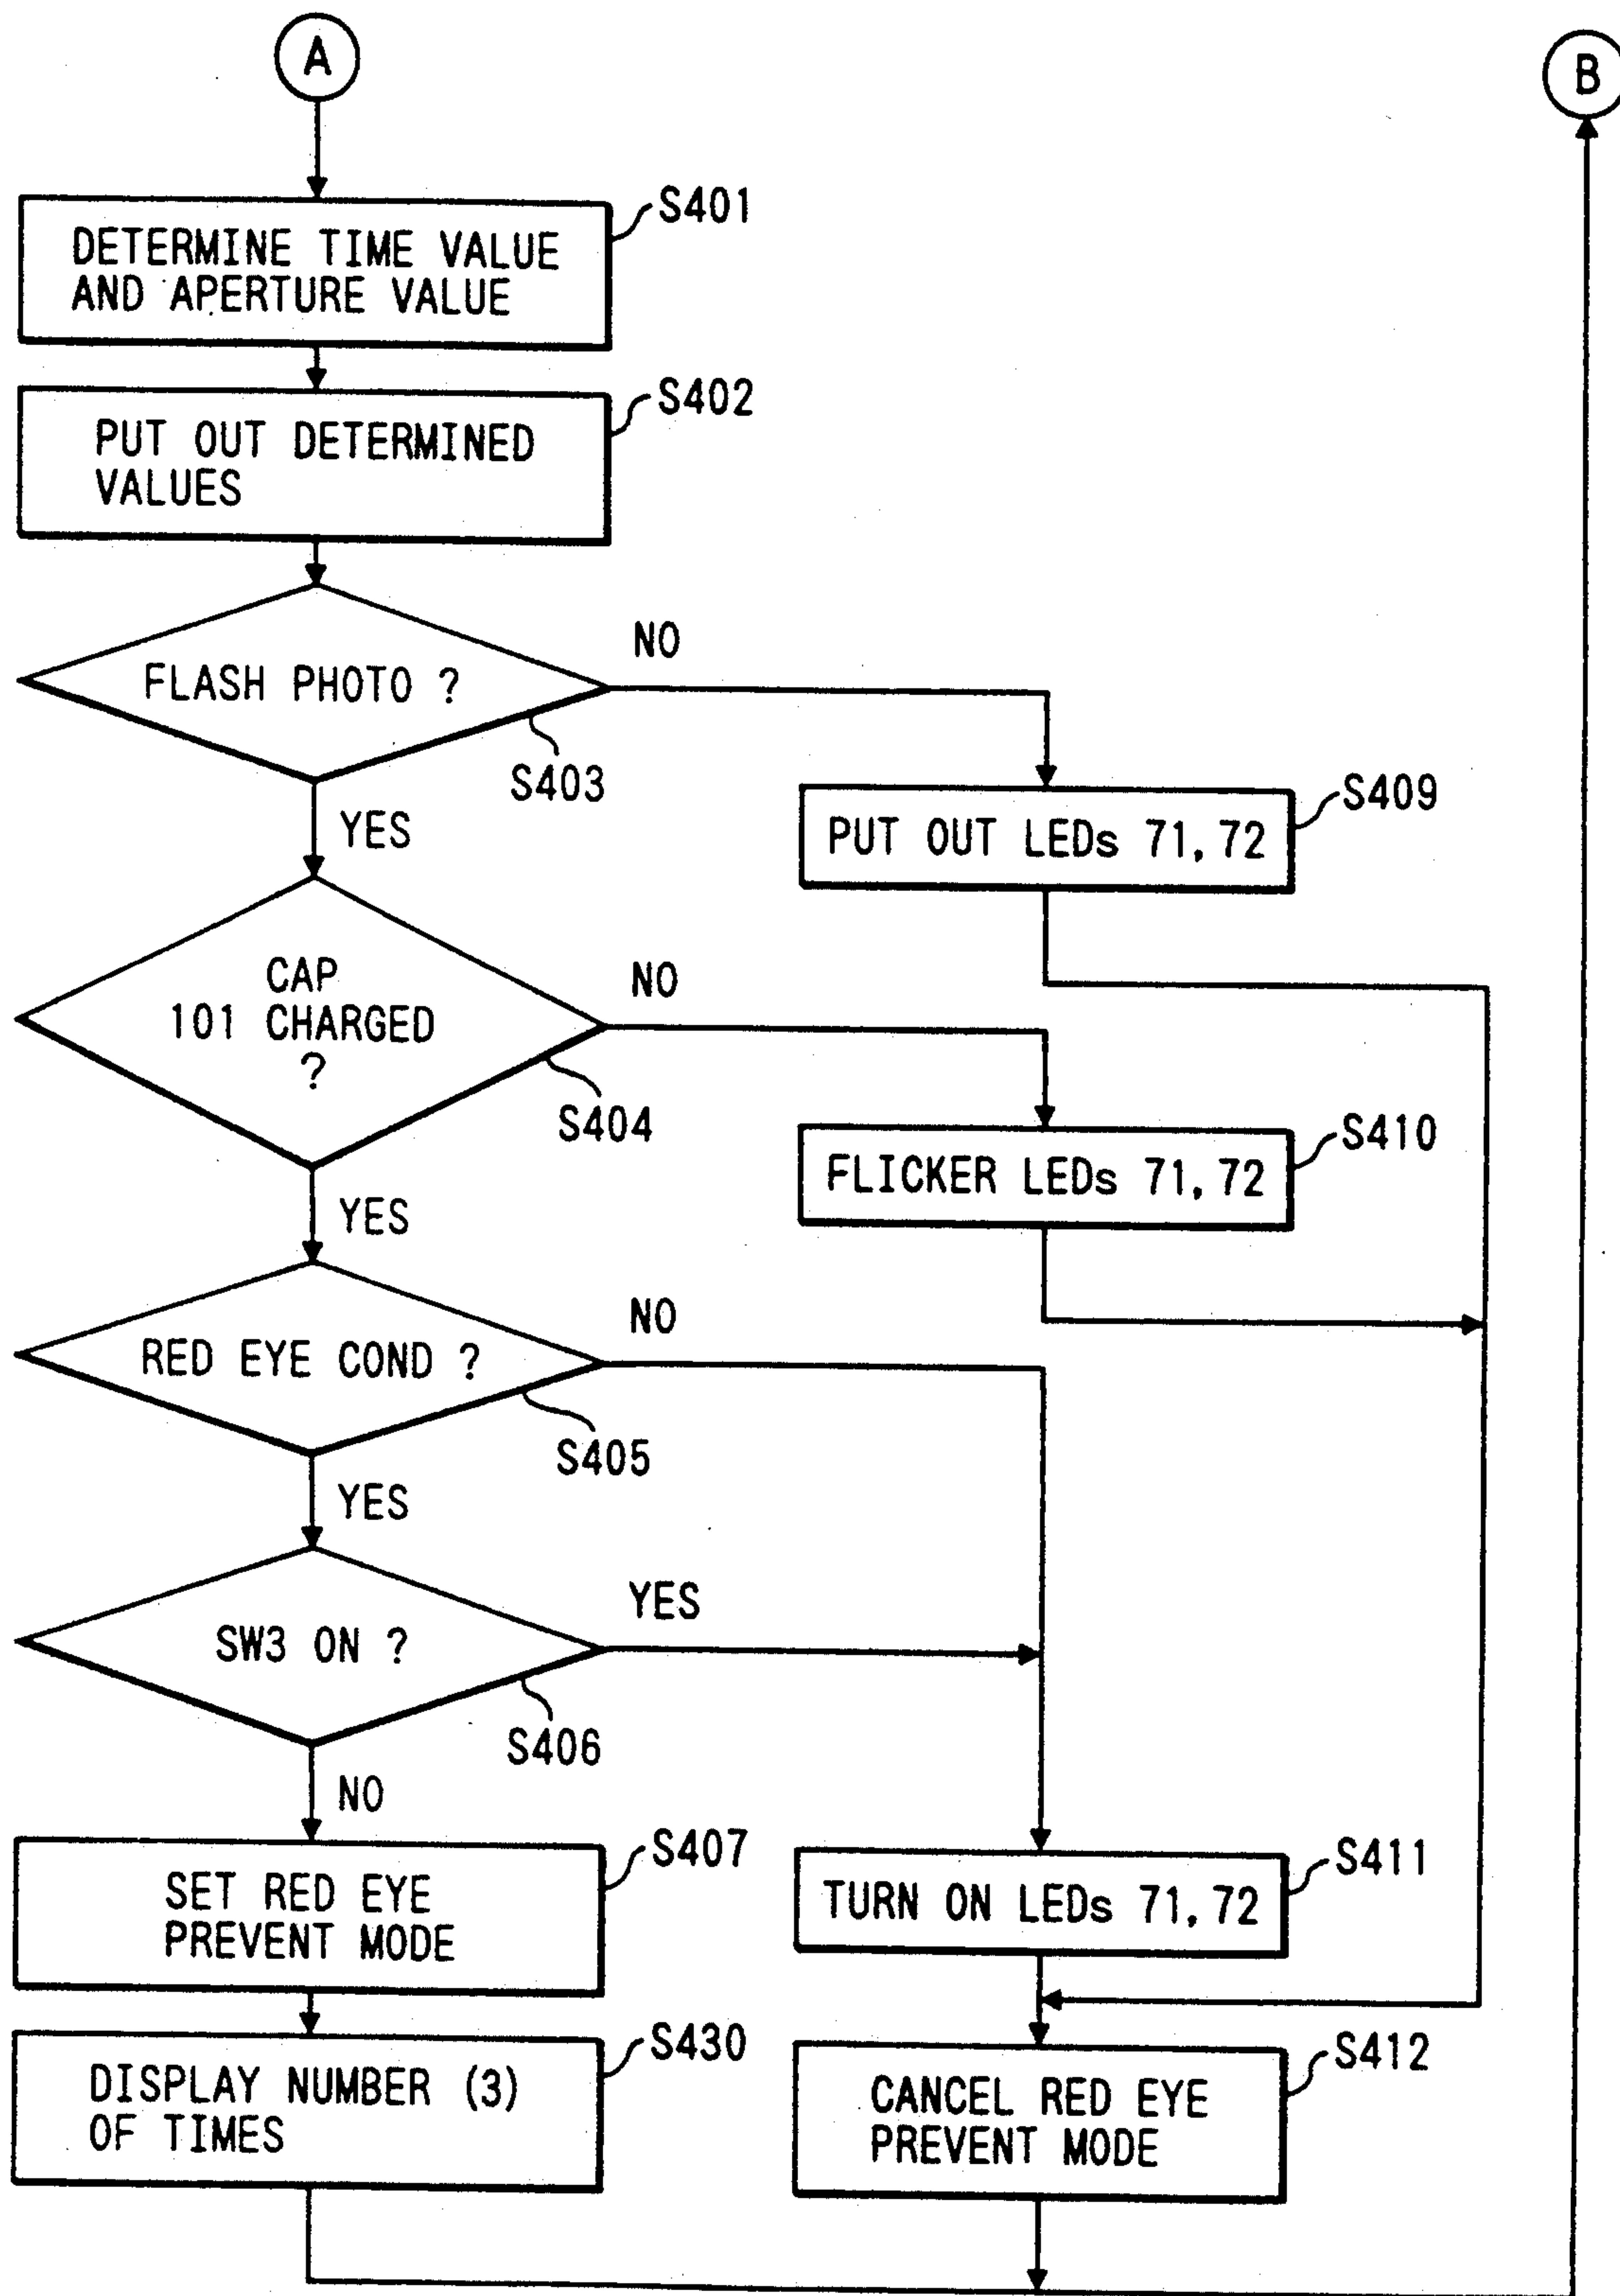 A
B
S401
DETERMINE TIME VALUE
AND APERTURE VALUE
S402
PUT OUT DETERMINED
VALUES
NO
FLASH PHOTO ?
S403
YES
S409
PUT OUT LEDs 71, 72
CAP
101 CHARGED
?
NO
S404
S410
FLICKER LEDs 71, 72
YES
NO
RED EYE COND ?
S405
YES
YES
SW3 ON ?
S406
NO
S407
SET RED EYE
PREVENT MODE
S411
TURN ON LEDs 71, 72
S430
DISPLAY NUMBER (3)
OF TIMES
S412
CANCEL RED EYE
PREVENT MODE